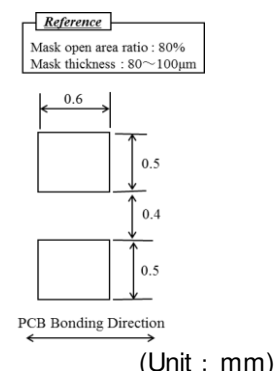 Reference
Mask open area ratio : 80%
Mask thickness : 80～100μm
0.6
0.5
0.4
0.5
PCB Bonding Direction
(Unit : mm)